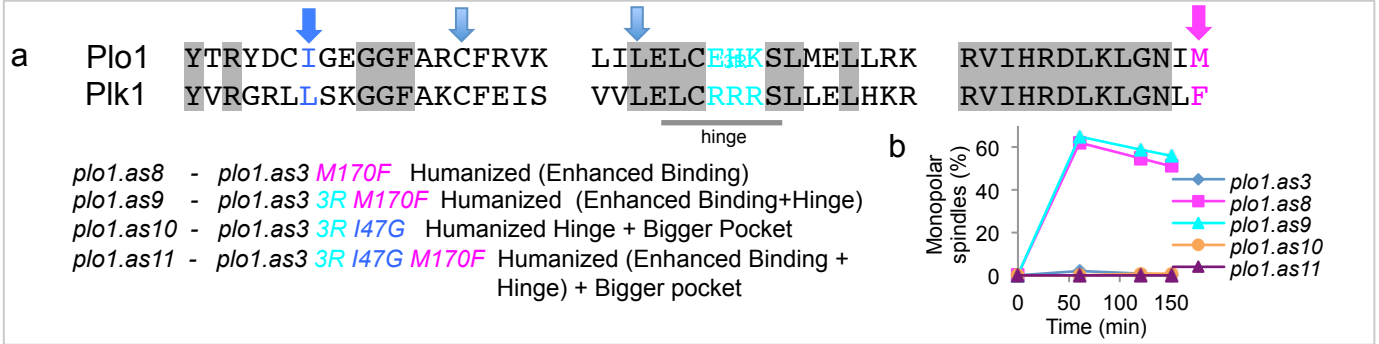 a
Plo1 YTRYDCIGEGGFARCFRVK LILELCEHKSLMELLRK RVIHRDLKLGNIM
3R
Plk1 YVRGRLLSKGGFAKCFEIS VVLELCRRRSLLELHKR RVIHRDLKLGNLF
hinge
plo1.as8 - plo1.as3 M170F Humanized (Enhanced Binding)
plo1.as9 - plo1.as3 3R M170F Humanized (Enhanced Binding+Hinge)
plo1.as10 - plo1.as3 3R I47G Humanized Hinge + Bigger Pocket
plo1.as11 - plo1.as3 3R I47G M170F Humanized (Enhanced Binding +
Hinge) + Bigger pocket
b
Monopolar
spindles (%)
60
40
20
0
0 50 100 150
Time (min)
plo1.as3
plo1.as8
plo1.as9
plo1.as10
plo1.as11